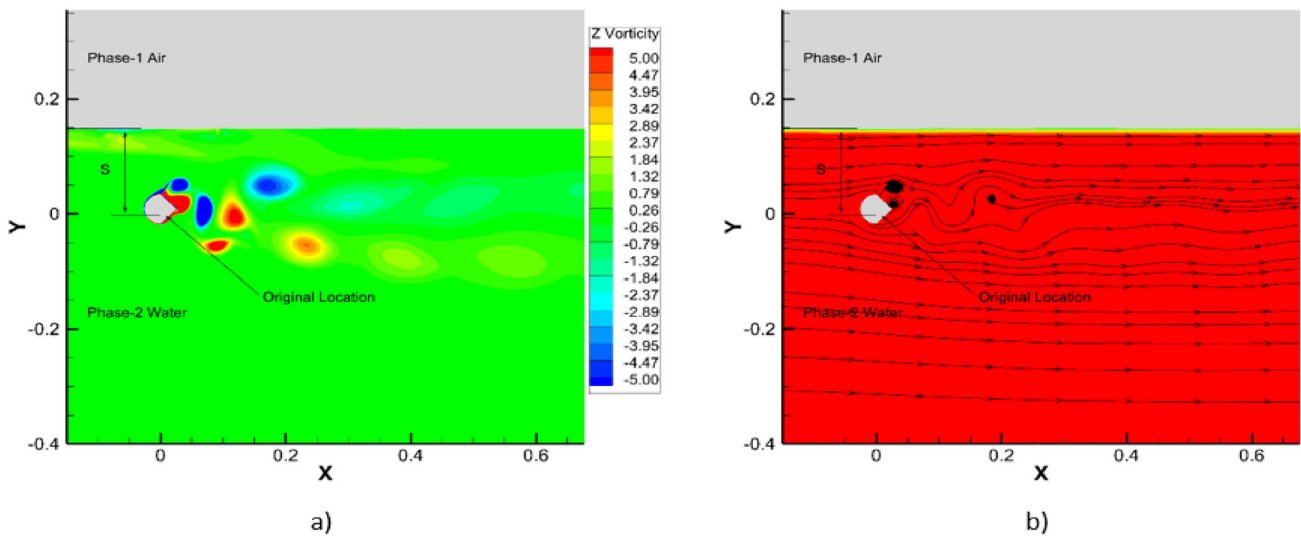 Phase-1 Air
0.2
S
0
Y
-0.2
-0.4
Original Location
Phase-2 Water
0
0.2
0.4
0.6
X
Z Vorticity
5.00
4.47
3.95
3.42
2.89
2.37
1.84
1.32
0.79
0.26
-0.26
-0.79
-1.32
-1.84
-2.37
-2.89
-3.42
-3.95
-4.47
-5.00
a)
Phase-1 Air
0.2
S
0
Y
-0.2
-0.4
Original Location
Phase-2 Water
0
0.2
0.4
0.6
X
b)